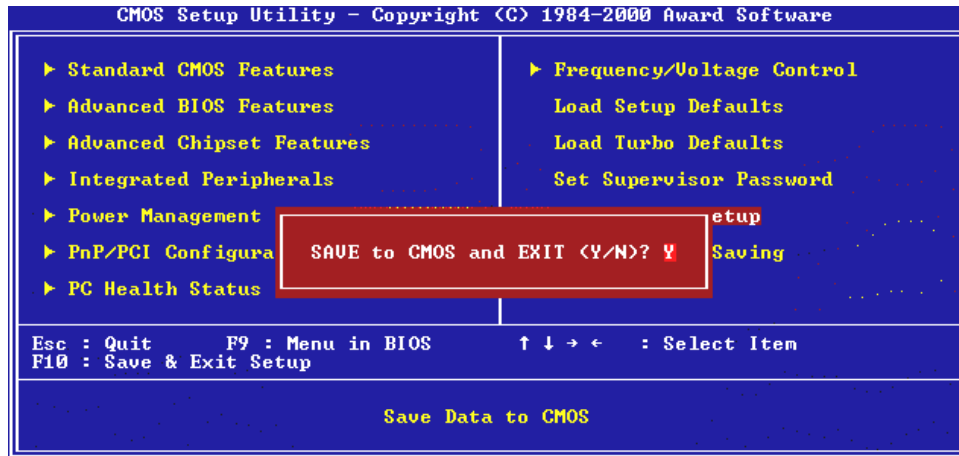 CMOS Setup Utility - Copyright (C) 1984-2000 Award Software
▶ Standard CMOS Features
▶ Advanced BIOS Features
▶ Advanced Chipset Features
▶ Integrated Peripherals
▶ Power Management
▶ PnP/PCI Configura
▶ PC Health Status
▶ Frequency/Voltage Control
Load Setup Defaults
Load Turbo Defaults
Set Supervisor Password
etup
Saving
SAVE to CMOS and EXIT (Y/N)? Y
Esc : Quit F9 : Menu in BIOS ↑ ↓ → ← : Select Item
F10 : Save & Exit Setup
Save Data to CMOS